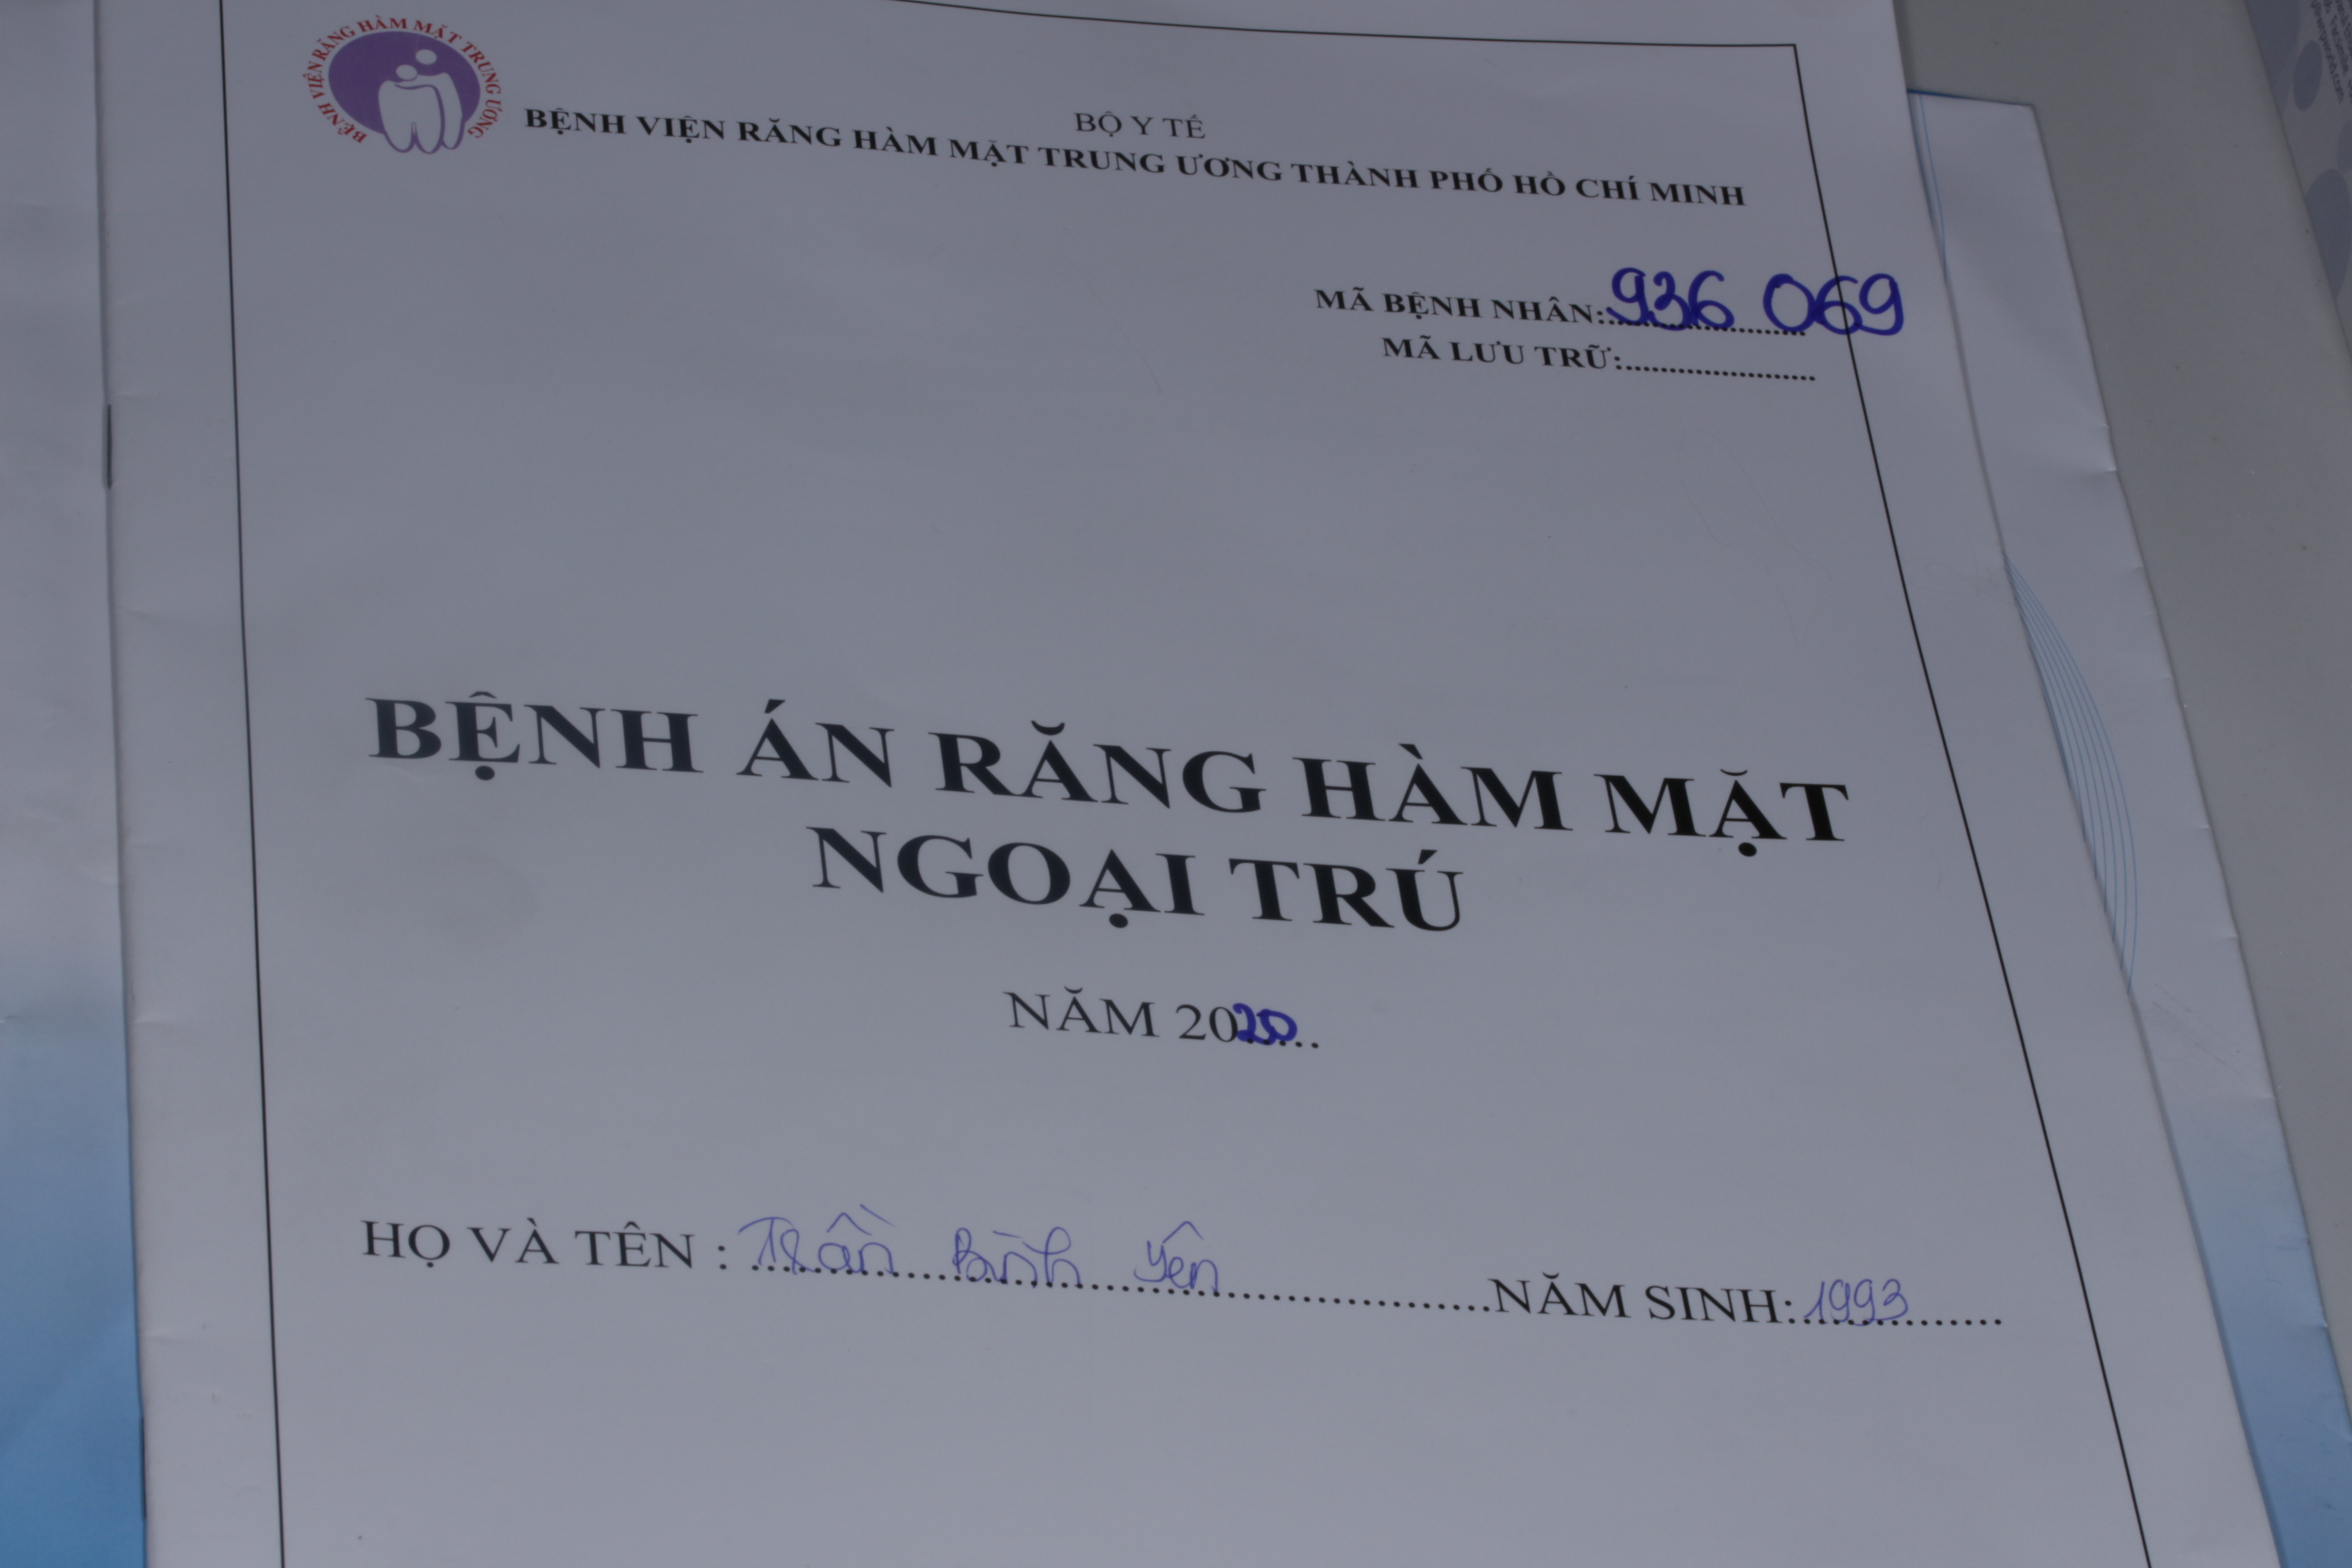 BỆNH VIỆN RĂNG HÀM MẶT TRUNG ƯƠNG
BỘ Y TẾ
BỆNH VIỆN RĂNG HÀM MẶT TRUNG ƯƠNG THÀNH PHỐ HỒ CHÍ MINH
MÃ BỆNH NHÂN: 936 069
MÃ LƯU TRỮ:
BỆNH ÁN RĂNG HÀM MẶT
NGOẠI TRÚ
NĂM 2020
HỌ VÀ TÊN : Trần Bình Yên NĂM SINH: 1993